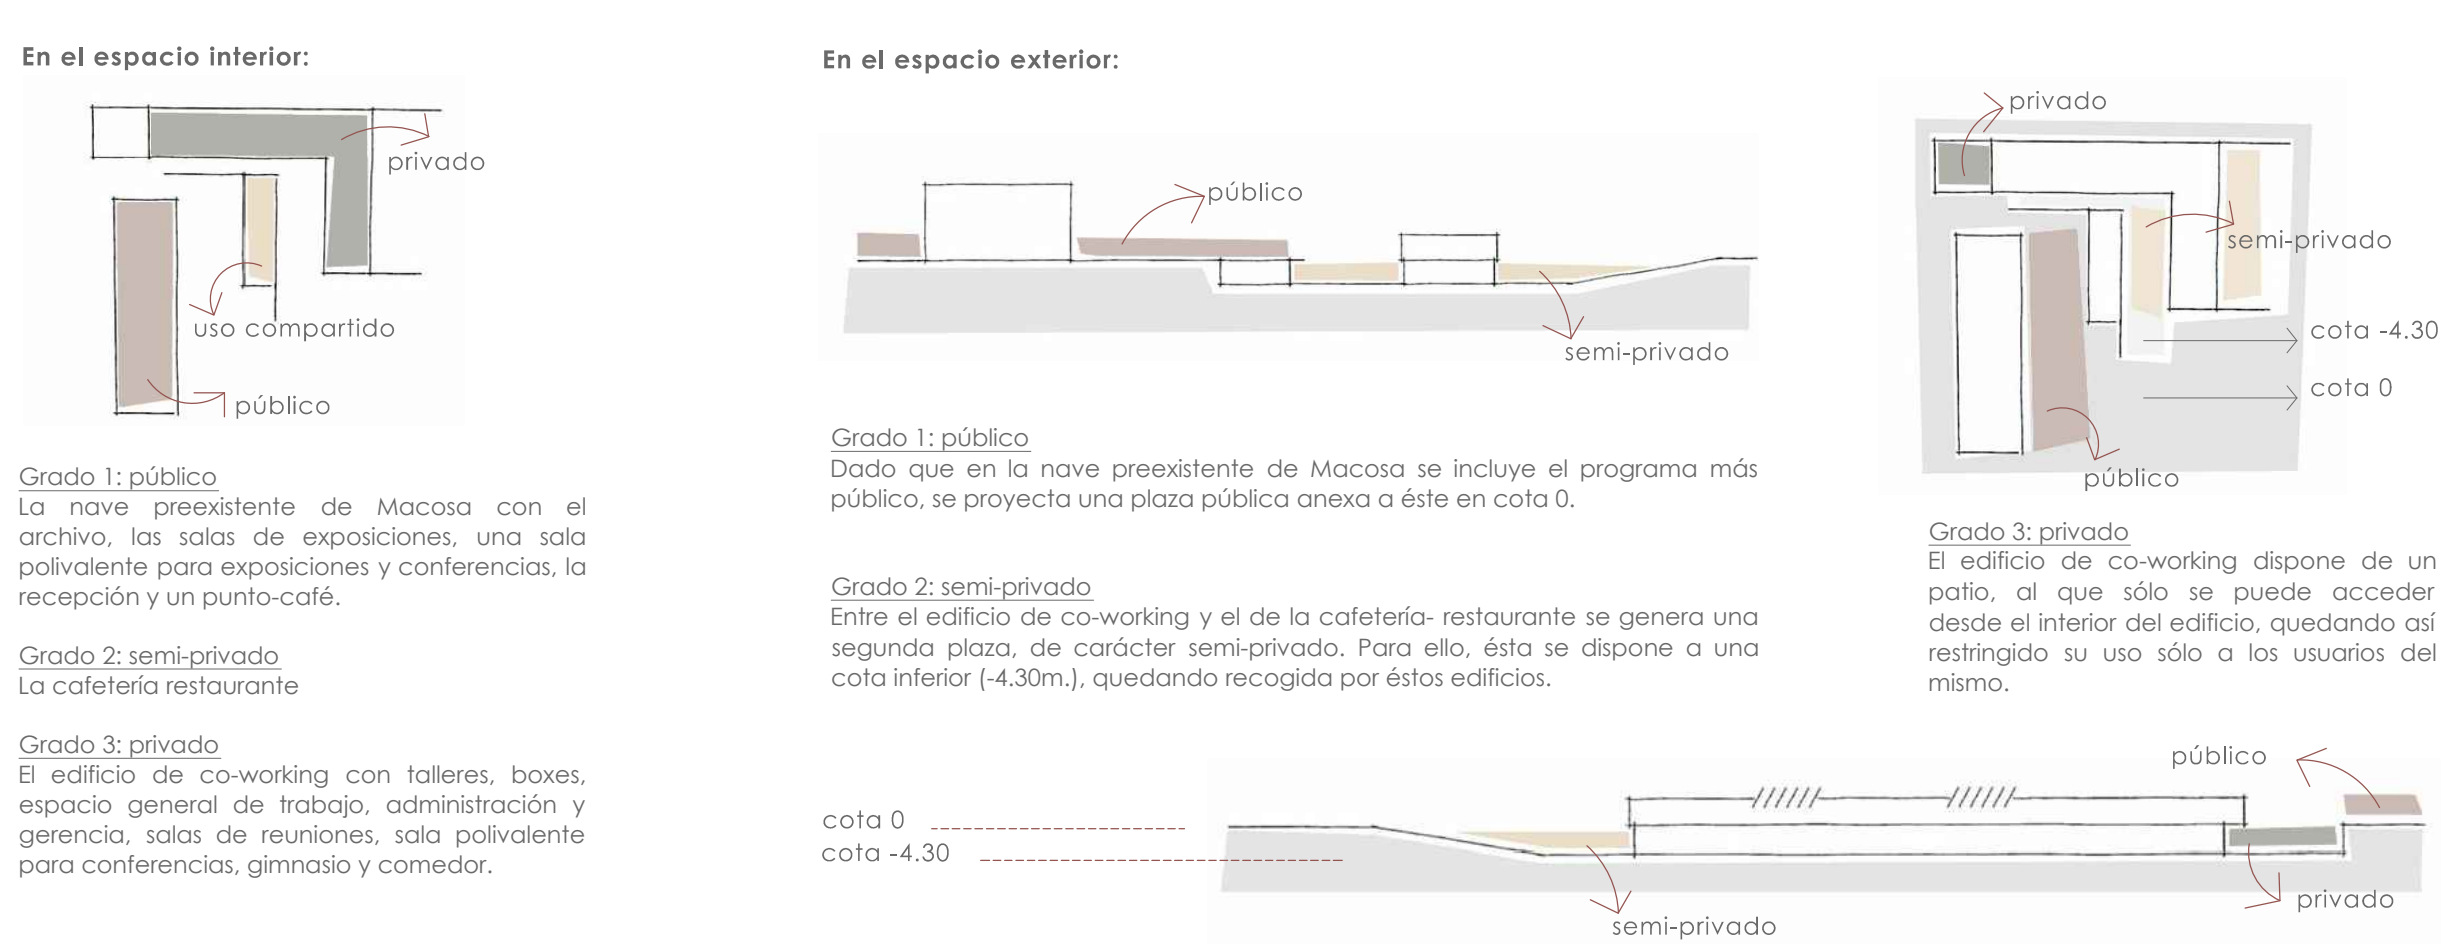 En el espacio interior:
privado
uso compartido
público
Grado 1: público
La nave preexistente de Macosa con el
archivo, las salas de exposiciones, una sala
polivalente para exposiciones y conferencias, la
recepción y un punto-café.
Grado 2: semi-privado
La cafetería restaurante
Grado 3: privado
El edificio de co-working con talleres, boxes,
espacio general de trabajo, administración y
gerencia, salas de reuniones, sala polivalente
para conferencias, gimnasio y comedor.
En el espacio exterior:
público
semi-privado
Grado 1: público
Dado que en la nave preexistente de Macosa se incluye el programa más
público, se proyecta una plaza pública anexa a éste en cota 0.
Grado 2: semi-privado
Entre el edificio de co-working y el de la cafetería- restaurante se genera una
segunda plaza, de carácter semi-privado. Para ello, ésta se dispone a una
cota inferior (-4.30m.), quedando recogida por éstos edificios.
privado
semi-privado
cota -4.30
cota 0
público
Grado 3: privado
El edificio de co-working dispone de un
patio, al que sólo se puede acceder
desde el interior del edificio, quedando así
restringido su uso sólo a los usuarios del
mismo.
público
cota 0
cota -4.30
privado
semi-privado